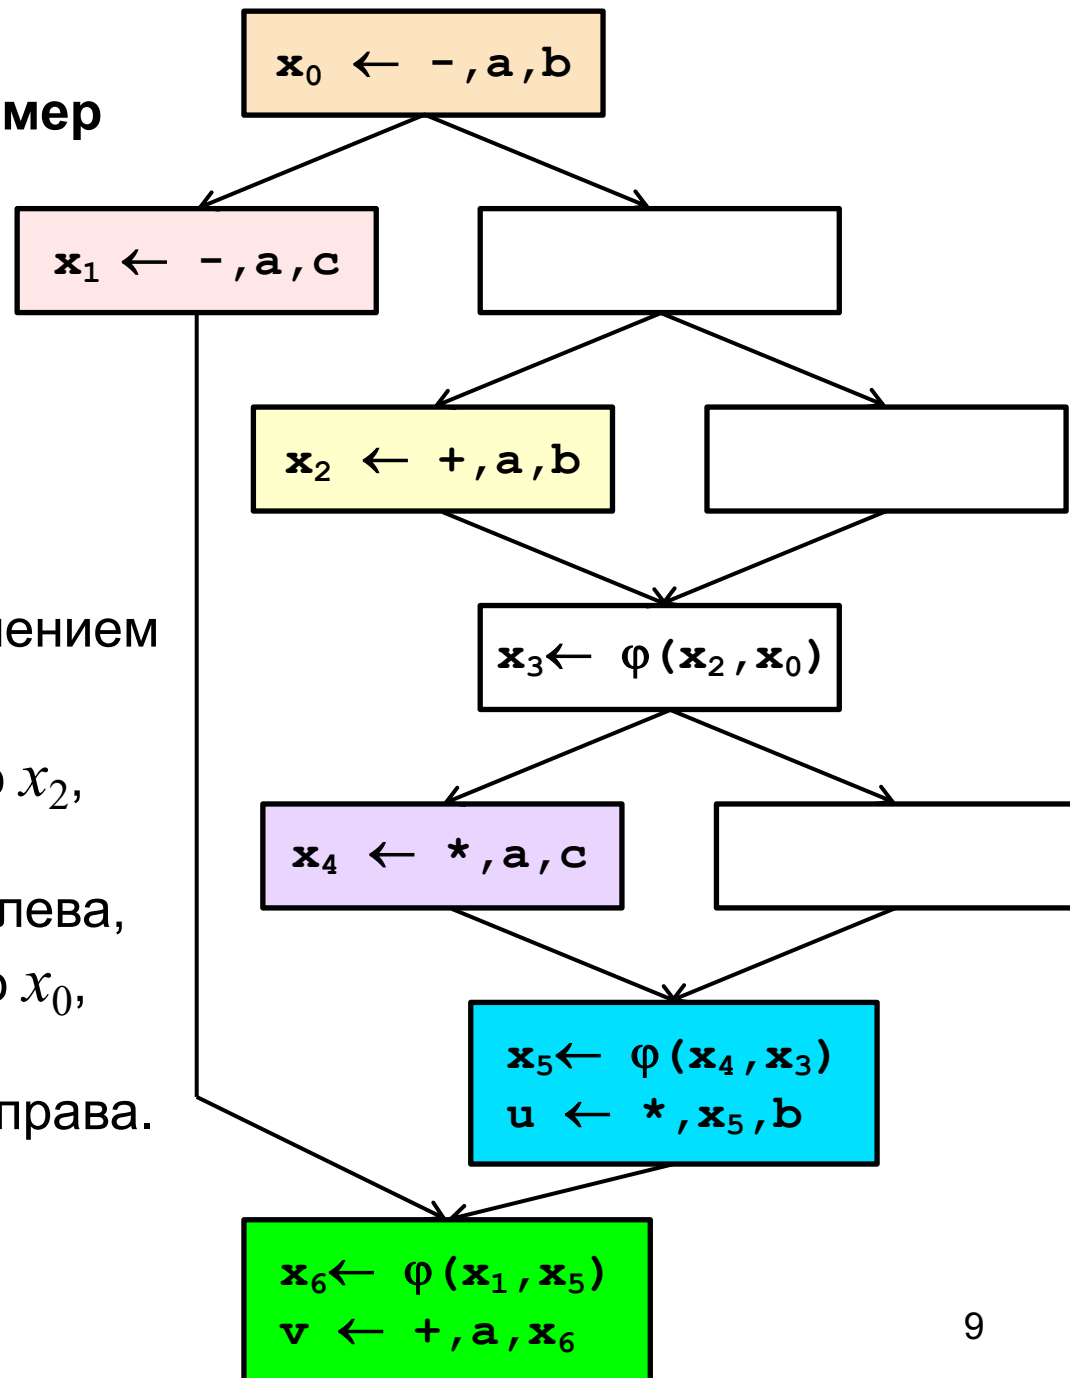 x₀ ← -,a,b
мер
x₁ ← -,a,c
x₂ ← +,a,b
x₃← φ(x₂,x₀)
x₂,
x₄ ← *,a,c
лева,
x₀,
x₅← φ(x₄,x₃)
u ← *,x₅,b
права.
x₆← φ(x₁,x₅)
v ← +,a,x₆
9